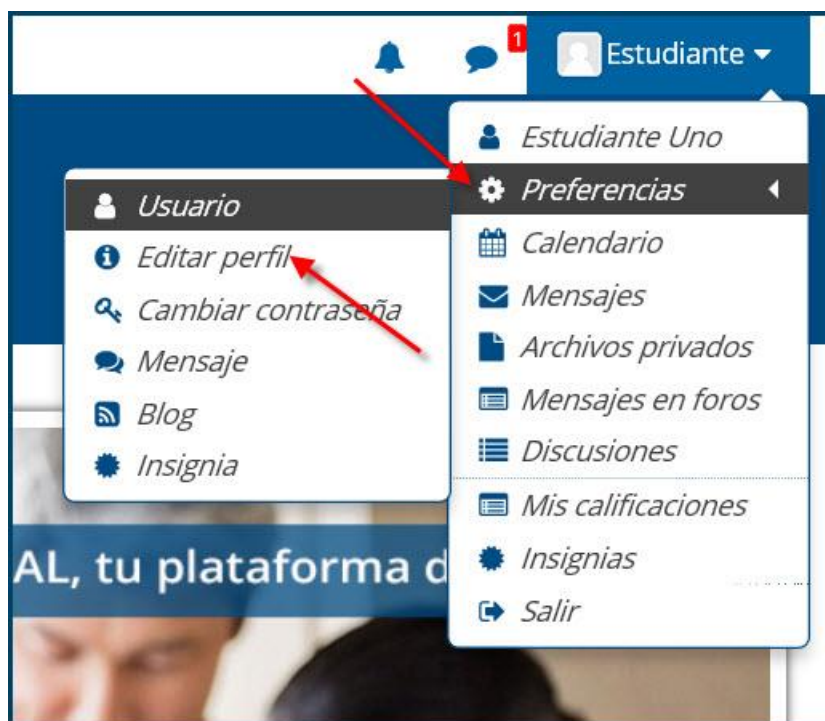 1
Estudiante
Estudiante Uno
Preferencias
Calendario
Mensajes
Archivos privados
Mensajes en foros
Discusiones
Mis calificaciones
Insignias
Salir
Usuario
Editar perfil
Cambiar contraseña
Mensaje
Blog
Insignia
AL, tu plataforma d